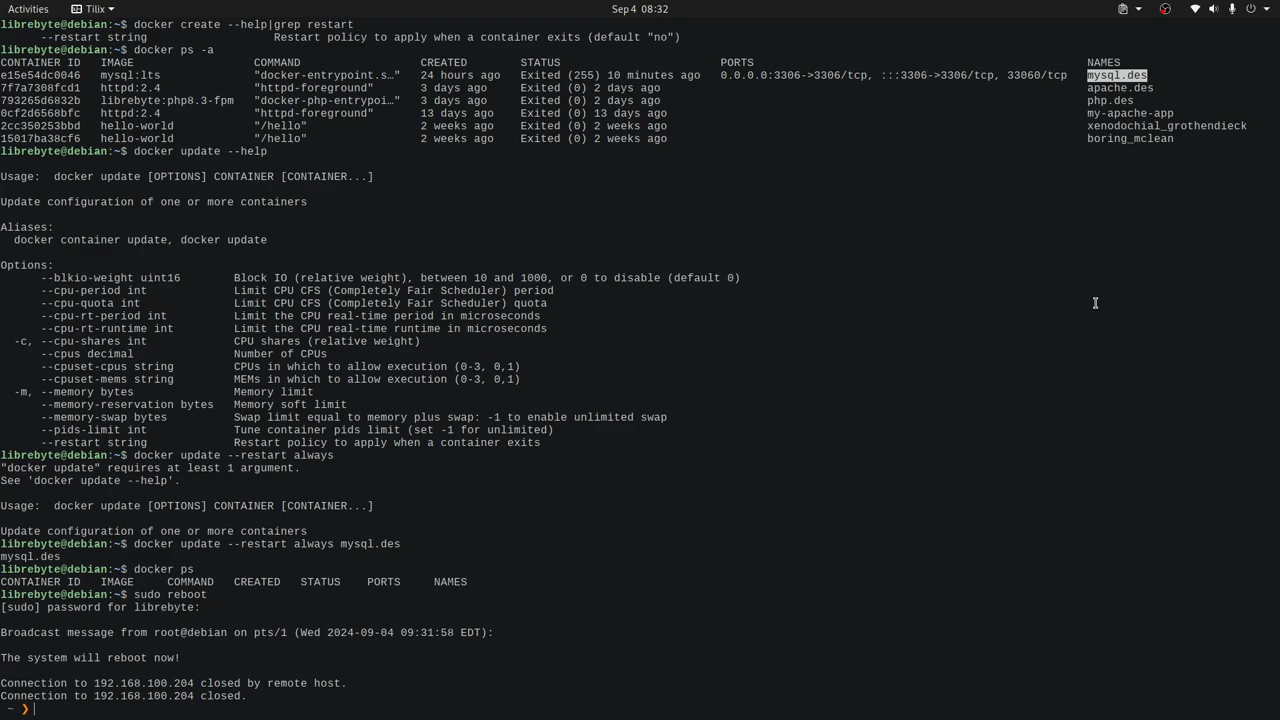 Activities Tilix Sep 4 08:32
librebyte@debian:~$ docker create --help|grep restart
--restart string Restart policy to apply when a container exits (default "no")
librebyte@debian:~$ docker ps -a
CONTAINER ID IMAGE COMMAND CREATED STATUS PORTS NAMES
e15e54dc0046 mysql:lts "docker-entrypoint.s…" 24 hours ago Exited (255) 10 minutes ago 0.0.0.0:3306->3306/tcp, :::3306->3306/tcp, 33060/tcp mysql.des
7f7a7308fcd1 httpd:2.4 "httpd-foreground" 3 days ago Exited (0) 2 days ago apache.des
793265d6832b librebyte:php8.3-fpm "docker-php-entrypoi…" 3 days ago Exited (0) 2 days ago php.des
0cf2d6568bfc httpd:2.4 "httpd-foreground" 13 days ago Exited (0) 13 days ago my-apache-app
2cc350253bbd hello-world "/hello" 2 weeks ago Exited (0) 2 weeks ago xenodochial_grothendieck
15017ba38cf6 hello-world "/hello" 2 weeks ago Exited (0) 2 weeks ago boring_mclean
librebyte@debian:~$ docker update --help
Usage: docker update [OPTIONS] CONTAINER [CONTAINER...]
Update configuration of one or more containers
Aliases:
docker container update, docker update
Options:
--blkio-weight uint16 Block IO (relative weight), between 10 and 1000, or 0 to disable (default 0)
--cpu-period int Limit CPU CFS (Completely Fair Scheduler) period
--cpu-quota int Limit CPU CFS (Completely Fair Scheduler) quota
--cpu-rt-period int Limit the CPU real-time period in microseconds
--cpu-rt-runtime int Limit the CPU real-time runtime in microseconds
-c, --cpu-shares int CPU shares (relative weight)
--cpus decimal Number of CPUs
--cpuset-cpus string CPUs in which to allow execution (0-3, 0,1)
--cpuset-mems string MEMs in which to allow execution (0-3, 0,1)
-m, --memory bytes Memory limit
--memory-reservation bytes Memory soft limit
--memory-swap bytes Swap limit equal to memory plus swap: -1 to enable unlimited swap
--pids-limit int Tune container pids limit (set -1 for unlimited)
--restart string Restart policy to apply when a container exits
librebyte@debian:~$ docker update --restart always
"docker update" requires at least 1 argument.
See 'docker update --help'.
Usage: docker update [OPTIONS] CONTAINER [CONTAINER...]
Update configuration of one or more containers
librebyte@debian:~$ docker update --restart always mysql.des
mysql.des
librebyte@debian:~$ docker ps
CONTAINER ID IMAGE COMMAND CREATED STATUS PORTS NAMES
librebyte@debian:~$ sudo reboot
[sudo] password for librebyte:
Broadcast message from root@debian on pts/1 (Wed 2024-09-04 09:31:58 EDT):
The system will reboot now!
Connection to 192.168.100.204 closed by remote host.
Connection to 192.168.100.204 closed.
~ ❯